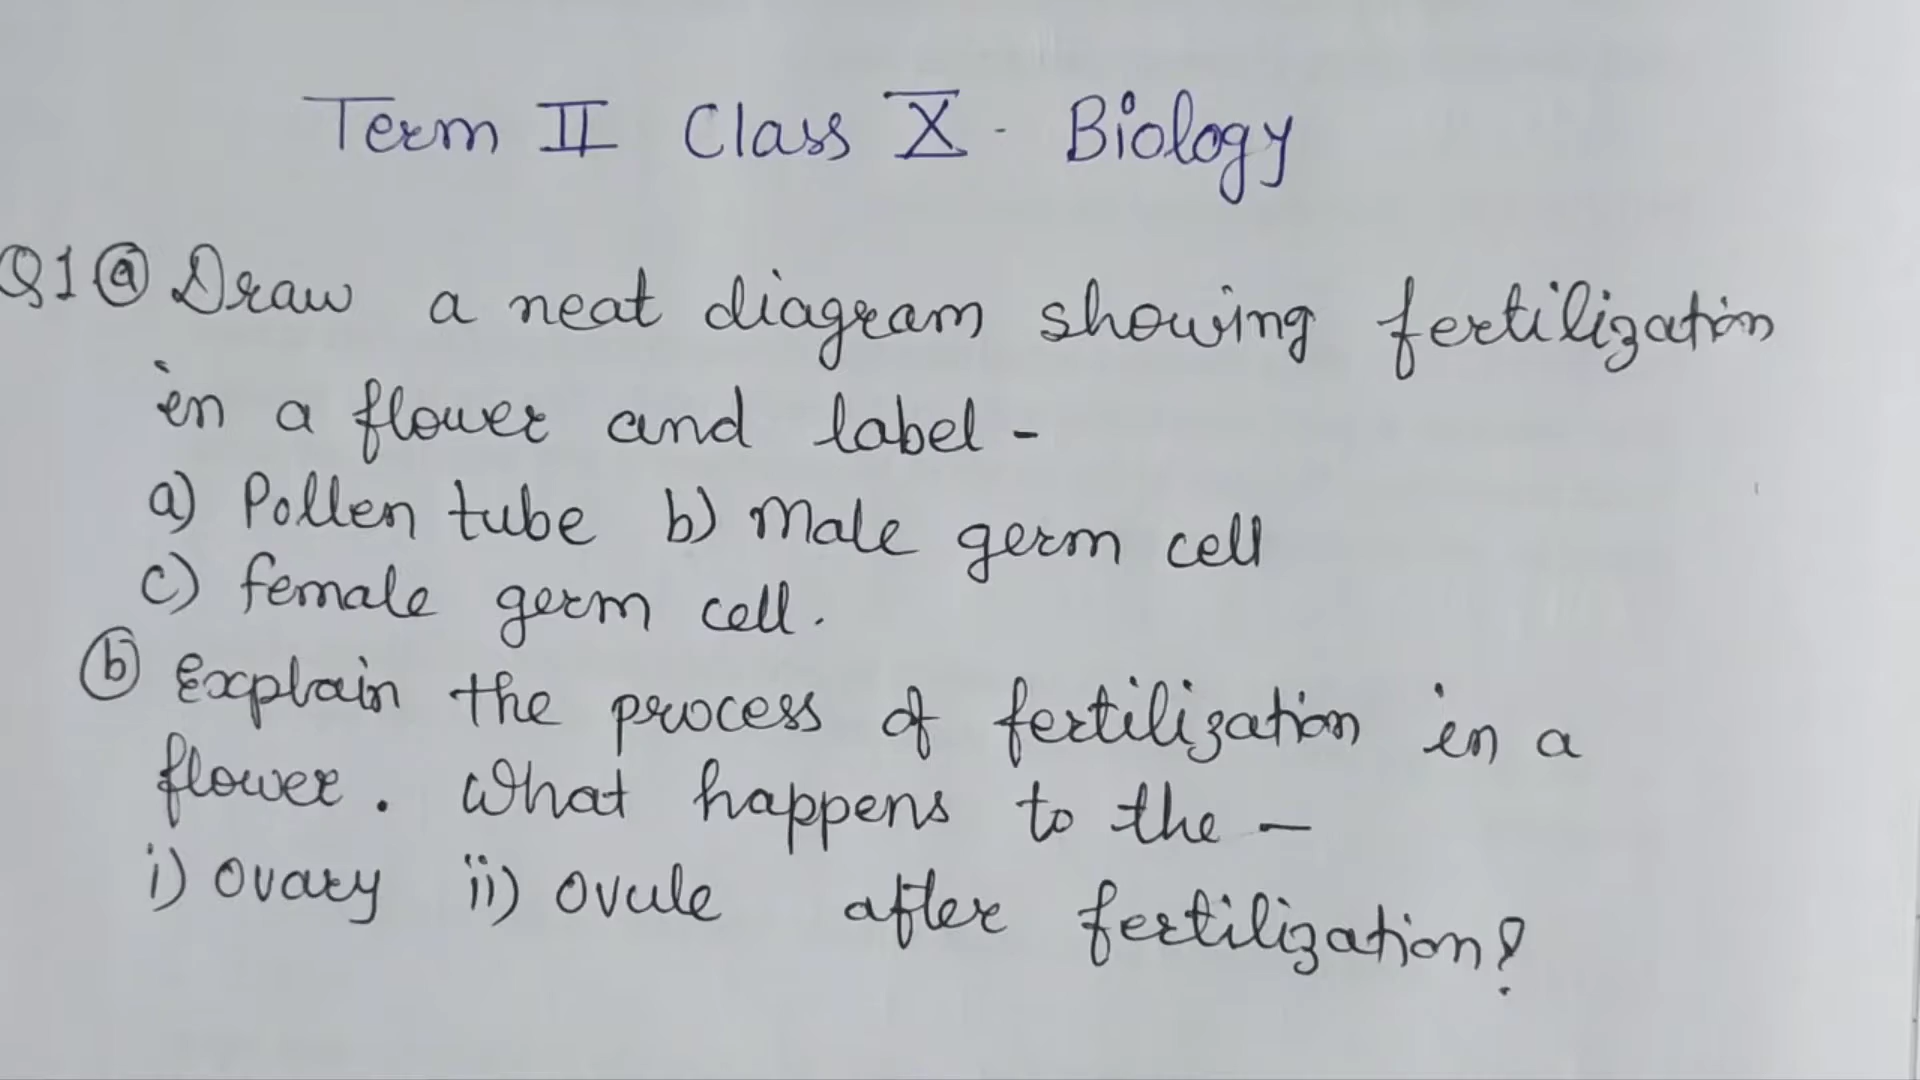 Term II Class X - Biology
Q1 (a) Draw a neat diagram showing fertilization
in a flower and label -
a) Pollen tube b) Male germ cell
c) female germ cell.
(b) Explain the process of fertilization in a
flower. What happens to the -
i) Ovary ii) Ovule after fertilization?